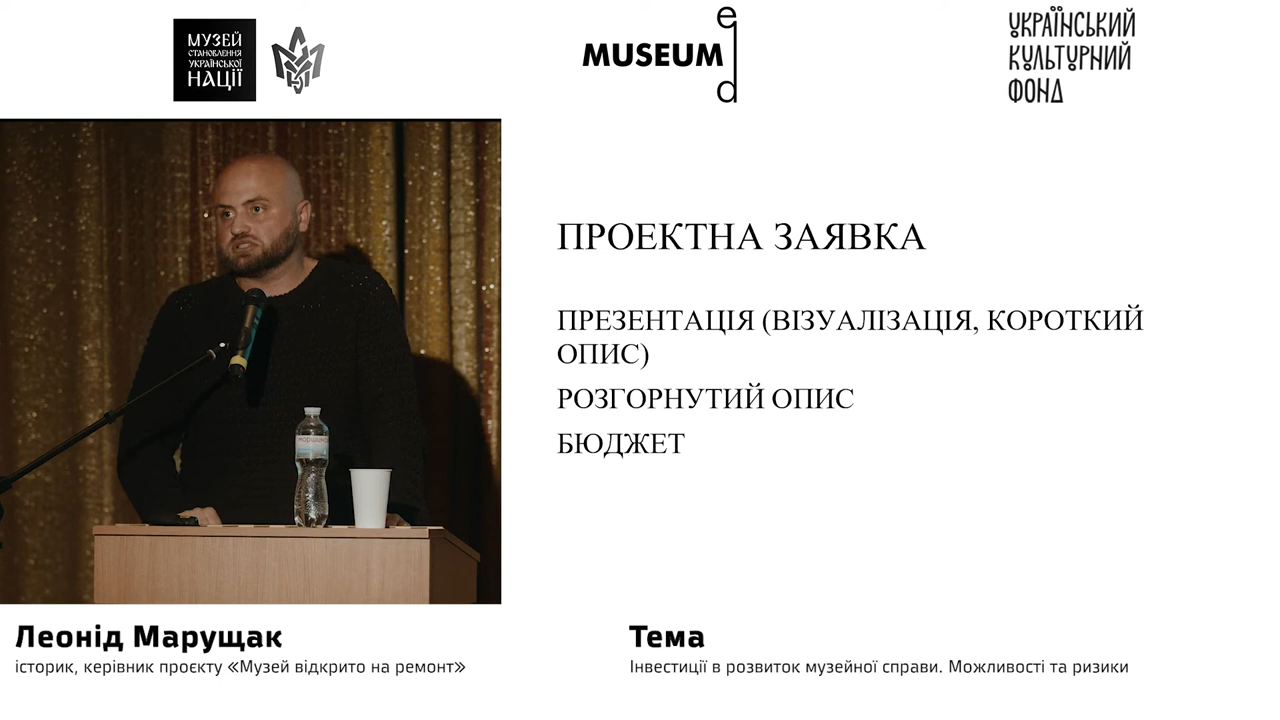 МУЗЕЙ
СТАНОВЛЕННЯ
УКРАЇНСЬКОЇ
НАЦІЇ
MUSEUM
ed
УКРАЇНСЬКИЙ
КУЛЬТУРНИЙ
ФОНД
ПРОЕКТНА ЗАЯВКА
ПРЕЗЕНТАЦІЯ (ВІЗУАЛІЗАЦІЯ, КОРОТКИЙ
ОПИС)
РОЗГОРНУТИЙ ОПИС
БЮДЖЕТ
Леонід Марущак
історик, керівник проєкту «Музей відкрито на ремонт»
Тема
Інвестиції в розвиток музейної справи. Можливості та ризики